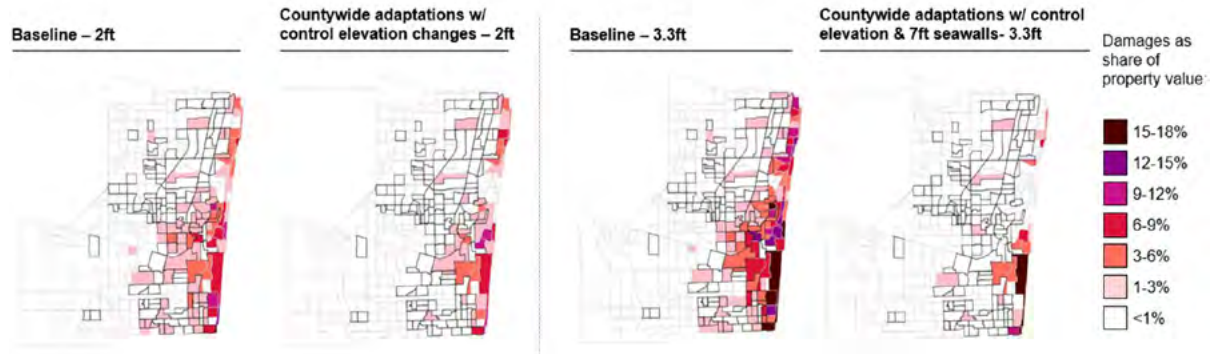 Baseline – 2ft
Countywide adaptations w/
control elevation changes – 2ft
Baseline – 3.3ft
Countywide adaptations w/ control
elevation & 7ft seawalls- 3.3ft
Damages as
share of
property value
15-18%
12-15%
9-12%
6-9%
3-6%
1-3%
<1%